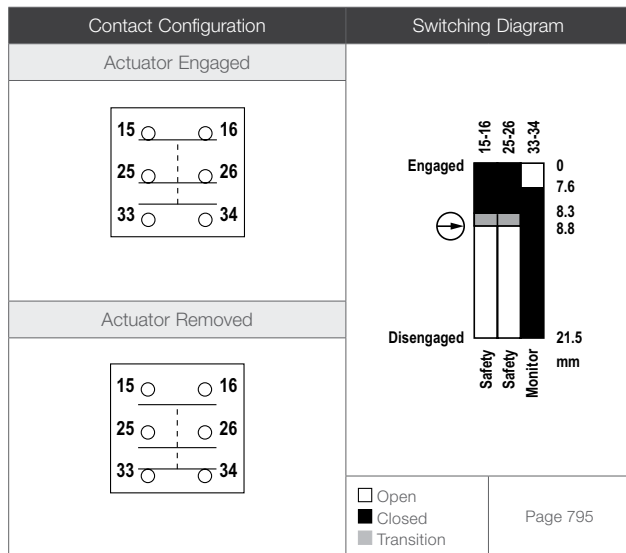 Contact Configuration
Switching Diagram
Actuator Engaged
15 16
25 26
33 34
Actuator Removed
15 16
25 26
33 34
15-16 25-26 33-34
Engaged 0
7.6
8.3
8.8
Disengaged 21.5
mm
Safety Safety Monitor
Open
Closed
Transition
Page 795